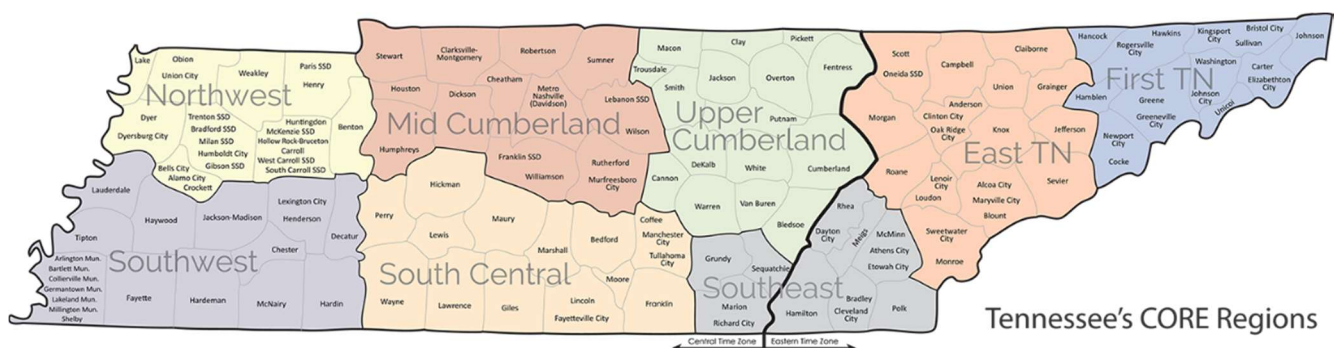 Lake
Obion
Union City
Weakley
Paris SSD
Henry
Northwest
Dyer
Dyersburg City
Trenton SSD
Bradford SSD
Milan SSD
Humboldt City
Gibson SSD
Huntingdon
McKenzie SSD
Hollow Rock-Bruceton
Carroll
West Carroll SSD
South Carroll SSD
Benton
Bells City
Alamo City
Crockett
Stewart
Clarksville-
Montgomery
Robertson
Sumner
Houston
Dickson
Cheatham
Metro
Nashville
(Davidson)
Lebanon SSD
Wilson
Mid Cumberland
Humphreys
Franklin SSD
Williamson
Rutherford
Murfreesboro
City
Macon
Clay
Pickett
Trousdale
Smith
Jackson
Overton
Fentress
Putnam
Upper
Cumberland
DeKalb
White
Cumberland
Cannon
Warren
Van Buren
Bledsoe
Scott
Oneida SSD
Campbell
Claiborne
Union
Grainger
Morgan
Anderson
Clinton City
Oak Ridge
City
Knox
Jefferson
East TN
Roane
Lenoir
City
Loudon
Alcoa City
Maryville City
Blount
Sevier
Sweetwater
City
Monroe
Hancock
Hawkins
Rogersville
City
Kingsport
City
Bristol City
Sullivan
Johnson
First TN
Washington
Carter
Elizabethton
City
Johnson
City
Unicoi
Hamblen
Greene
Greeneville
City
Newport
City
Cocke
Lauderdale
Haywood
Jackson-Madison
Lexington City
Henderson
Decatur
Tipton
Chester
Southwest
Arlington Mun.
Bartlett Mun.
Collierville Mun.
Germantown Mun.
Lakeland Mun.
Millington Mun.
Shelby
Fayette
Hardeman
McNairy
Hardin
Hickman
Perry
Lewis
Maury
Marshall
Bedford
Coffee
Manchester
City
Tullahoma
City
South Central
Moore
Wayne
Lawrence
Giles
Lincoln
Fayetteville City
Franklin
Grundy
Sequatchie
Southeast
Marion
Richard City
Rhea
Dayton
City
Meigs
McMinn
Athens City
Etowah City
Hamilton
Bradley
Cleveland
City
Polk
Central Time Zone
Eastern Time Zone
Tennessee's CORE Regions